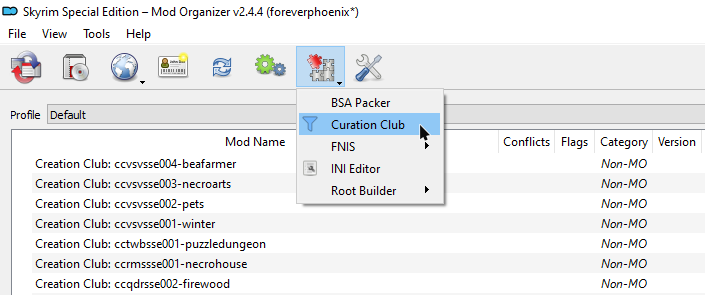 Skyrim Special Edition – Mod Organizer v2.4.4 (foreverphoenix*)
File View Tools Help
BSA Packer
Curation Club
FNIS
INI Editor
Root Builder
Profile Default
Mod Name Conflicts Flags Category Version
Creation Club: ccvsvsse004-beafarmer Non-MO
Creation Club: ccvsvsse003-necroarts Non-MO
Creation Club: ccvsvsse002-pets Non-MO
Creation Club: ccvsvsse001-winter Non-MO
Creation Club: cctwbsse001-puzzledungeon Non-MO
Creation Club: ccrmssse001-necrohouse Non-MO
Creation Club: ccqdrsse002-firewood Non-MO